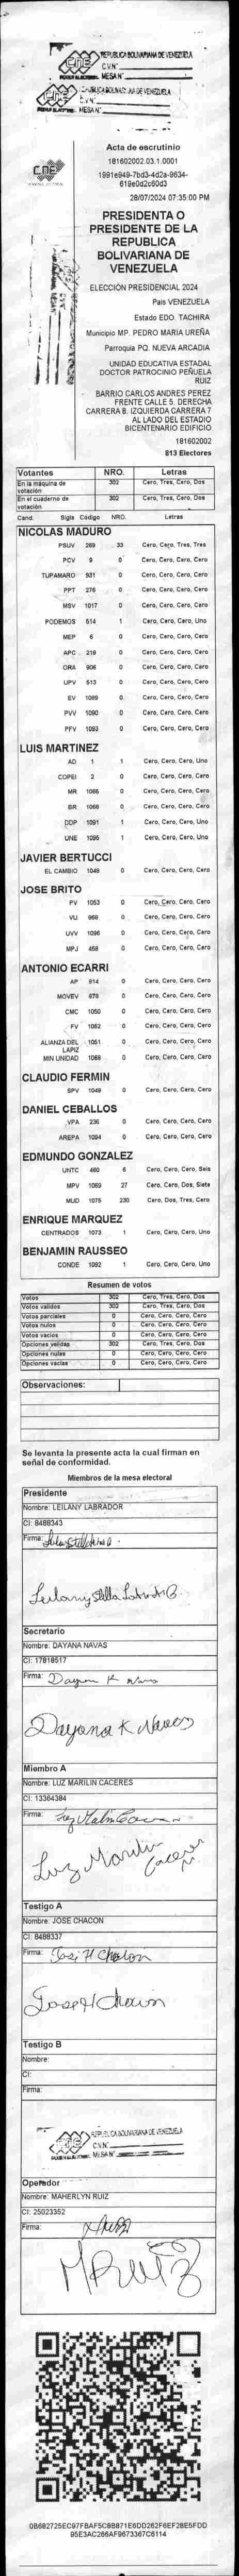 REPUBLICA BOLIVARIANA DE VENEZUELA
CNE
C.V.N°
MESA N°
CNE
REPUBLICA BOLIVARIANA DE VENEZUELA
C.V.N°
MESA N°
CNE
Acta de escrutinio
181602002.03.1.0001
1991e949-7bd3-4d2a-9634-
619e0d2c60d3
28/07/2024 07:35:00 PM
PRESIDENTA O
PRESIDENTE DE LA
REPUBLICA
BOLIVARIANA DE
VENEZUELA
ELECCIÓN PRESIDENCIAL 2024
Pais VENEZUELA
Estado EDO. TACHIRA
Municipio MP. PEDRO MARIA UREÑA
Parroquia PQ. NUEVA ARCADIA
UNIDAD EDUCATIVA ESTADAL
DOCTOR PATROCINIO PEÑUELA
RUIZ
BARRIO CARLOS ANDRES PEREZ
FRENTE CALLE 5. DERECHA
CARRERA 8. IZQUIERDA CARRERA 7
AL LADO DEL ESTADIO
BICENTENARIO EDIFICIO
181602002
813 Electores
Votantes NRO. Letras
En la máquina de votación 302 Cero, Tres, Cero, Dos
En el cuaderno de votación 302 Cero, Tres, Cero, Dos
Cand. Sigla Código NRO. Letras
NICOLAS MADURO
PSUV 269 33 Cero, Cero, Tres, Tres
PCV 9 0 Cero, Cero, Cero, Cero
TUPAMARO 931 0 Cero, Cero, Cero, Cero
PPT 276 0 Cero, Cero, Cero, Cero
MSV 1017 0 Cero, Cero, Cero, Cero
PODEMOS 514 1 Cero, Cero, Cero, Uno
MEP 6 0 Cero, Cero, Cero, Cero
APC 218 0 Cero, Cero, Cero, Cero
ORA 906 0 Cero, Cero, Cero, Cero
UPV 513 0 Cero, Cero, Cero, Cero
EV 1089 0 Cero, Cero, Cero, Cero
PVV 1090 0 Cero, Cero, Cero, Cero
PFV 1093 0 Cero, Cero, Cero, Cero
LUIS MARTINEZ
AD 1 1 Cero, Cero, Cero, Uno
COPEI 2 0 Cero, Cero, Cero, Cero
MR 1065 0 Cero, Cero, Cero, Cero
BR 1068 0 Cero, Cero, Cero, Cero
DDP 1091 1 Cero, Cero, Cero, Uno
UNE 1095 1 Cero, Cero, Cero, Uno
JAVIER BERTUCCI
EL CAMBIO 1048 0 Cero, Cero, Cero, Cero
JOSE BRITO
PV 1053 0 Cero, Cero, Cero, Cero
VU 968 0 Cero, Cero, Cero, Cero
UVV 1096 0 Cero, Cero, Cero, Cero
MPJ 458 0 Cero, Cero, Cero, Cero
ANTONIO ECARRI
AP 814 0 Cero, Cero, Cero, Cero
MOVEV 878 0 Cero, Cero, Cero, Cero
CMC 1050 0 Cero, Cero, Cero, Cero
FV 1062 0 Cero, Cero, Cero, Cero
ALIANZA DEL LAPIZ 1051 0 Cero, Cero, Cero, Cero
MIN UNIDAD 1088 0 Cero, Cero, Cero, Cero
CLAUDIO FERMIN
SPV 1049 0 Cero, Cero, Cero, Cero
DANIEL CEBALLOS
VPA 236 0 Cero, Cero, Cero, Cero
AREPA 1094 0 Cero, Cero, Cero, Cero
EDMUNDO GONZALEZ
UNTC 460 6 Cero, Cero, Cero, Seis
MPV 1069 27 Cero, Cero, Dos, Siete
MUD 1075 230 Cero, Dos, Tres, Cero
ENRIQUE MARQUEZ
CENTRADOS 1073 1 Cero, Cero, Cero, Uno
BENJAMIN RAUSSEO
CONDE 1092 1 Cero, Cero, Cero, Uno
Resumen de votos
Votos 302 Cero, Tres, Cero, Dos
Votos validos 302 Cero, Tres, Cero, Dos
Votos parciales 0 Cero, Cero, Cero, Cero
Votos nulos 0 Cero, Cero, Cero, Cero
Votos vacios 0 Cero, Cero, Cero, Cero
Opciones validas 302 Cero, Tres, Cero, Dos
Opciones nulas 0 Cero, Cero, Cero, Cero
Opciones vacias 0 Cero, Cero, Cero, Cero
Observaciones:
Se levanta la presente acta la cual firman en
señal de conformidad.
Miembros de la mesa electoral
Presidente
Nombre: LEILANY LABRADOR
CI: 8488343
Firma:
Leilany Stella Labrador B.
Secretario
Nombre: DAYANA NAVAS
CI: 17818517
Firma: Dayana K Navas
Dayana K Navas
Miembro A
Nombre: LUZ MARILIN CACERES
CI: 13364384
Firma:
Luz Marilin Caceres
Testigo A
Nombre: JOSE CHACON
CI: 8488337
Firma: Jose H Chacon
Jose H Chacon
Testigo B
Nombre:
CI:
Firma:
CNE
REPUBLICA BOLIVARIANA DE VENEZUELA
C.V.N°
MESA N°
Operador
Nombre: MAHERLYN RUIZ
CI: 25023352
Firma:
MRUIZ
0B682725EC97FBAF5C8B871E6DD262F6EF28E5FDD
95E3AC266AF9673367C6114